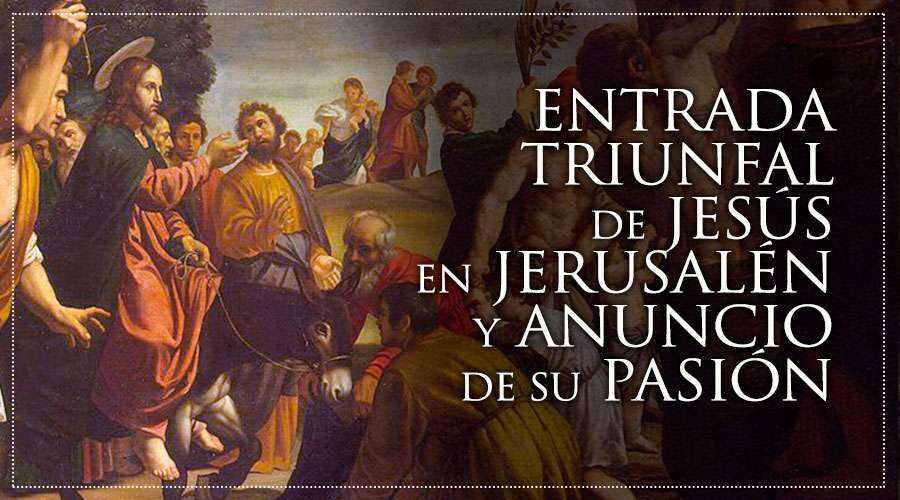 ENTRADA
TRIUNFAL
DE JESÚS
EN JERUSALÉN
Y ANUNCIO
DE SU PASIÓN